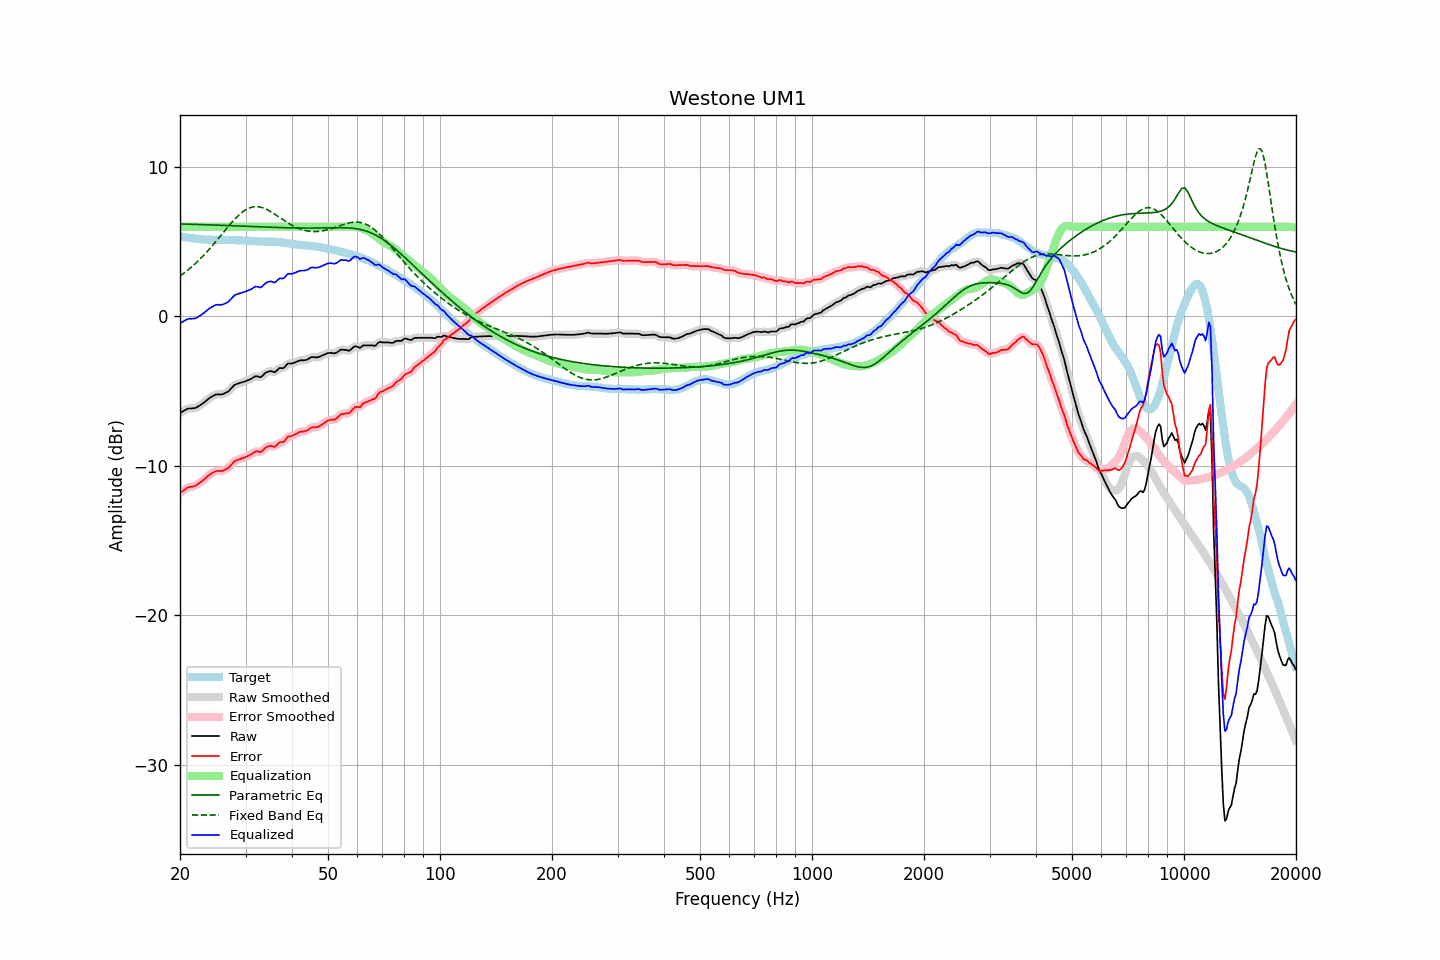 Westone UM1
Amplitude (dBr)
10
0
−10
−20
−30
Target
Raw Smoothed
Error Smoothed
Raw
Error
Equalization
Parametric Eq
Fixed Band Eq
Equalized
20 50 100 200 500 1000 2000 5000 10000 20000
Frequency (Hz)